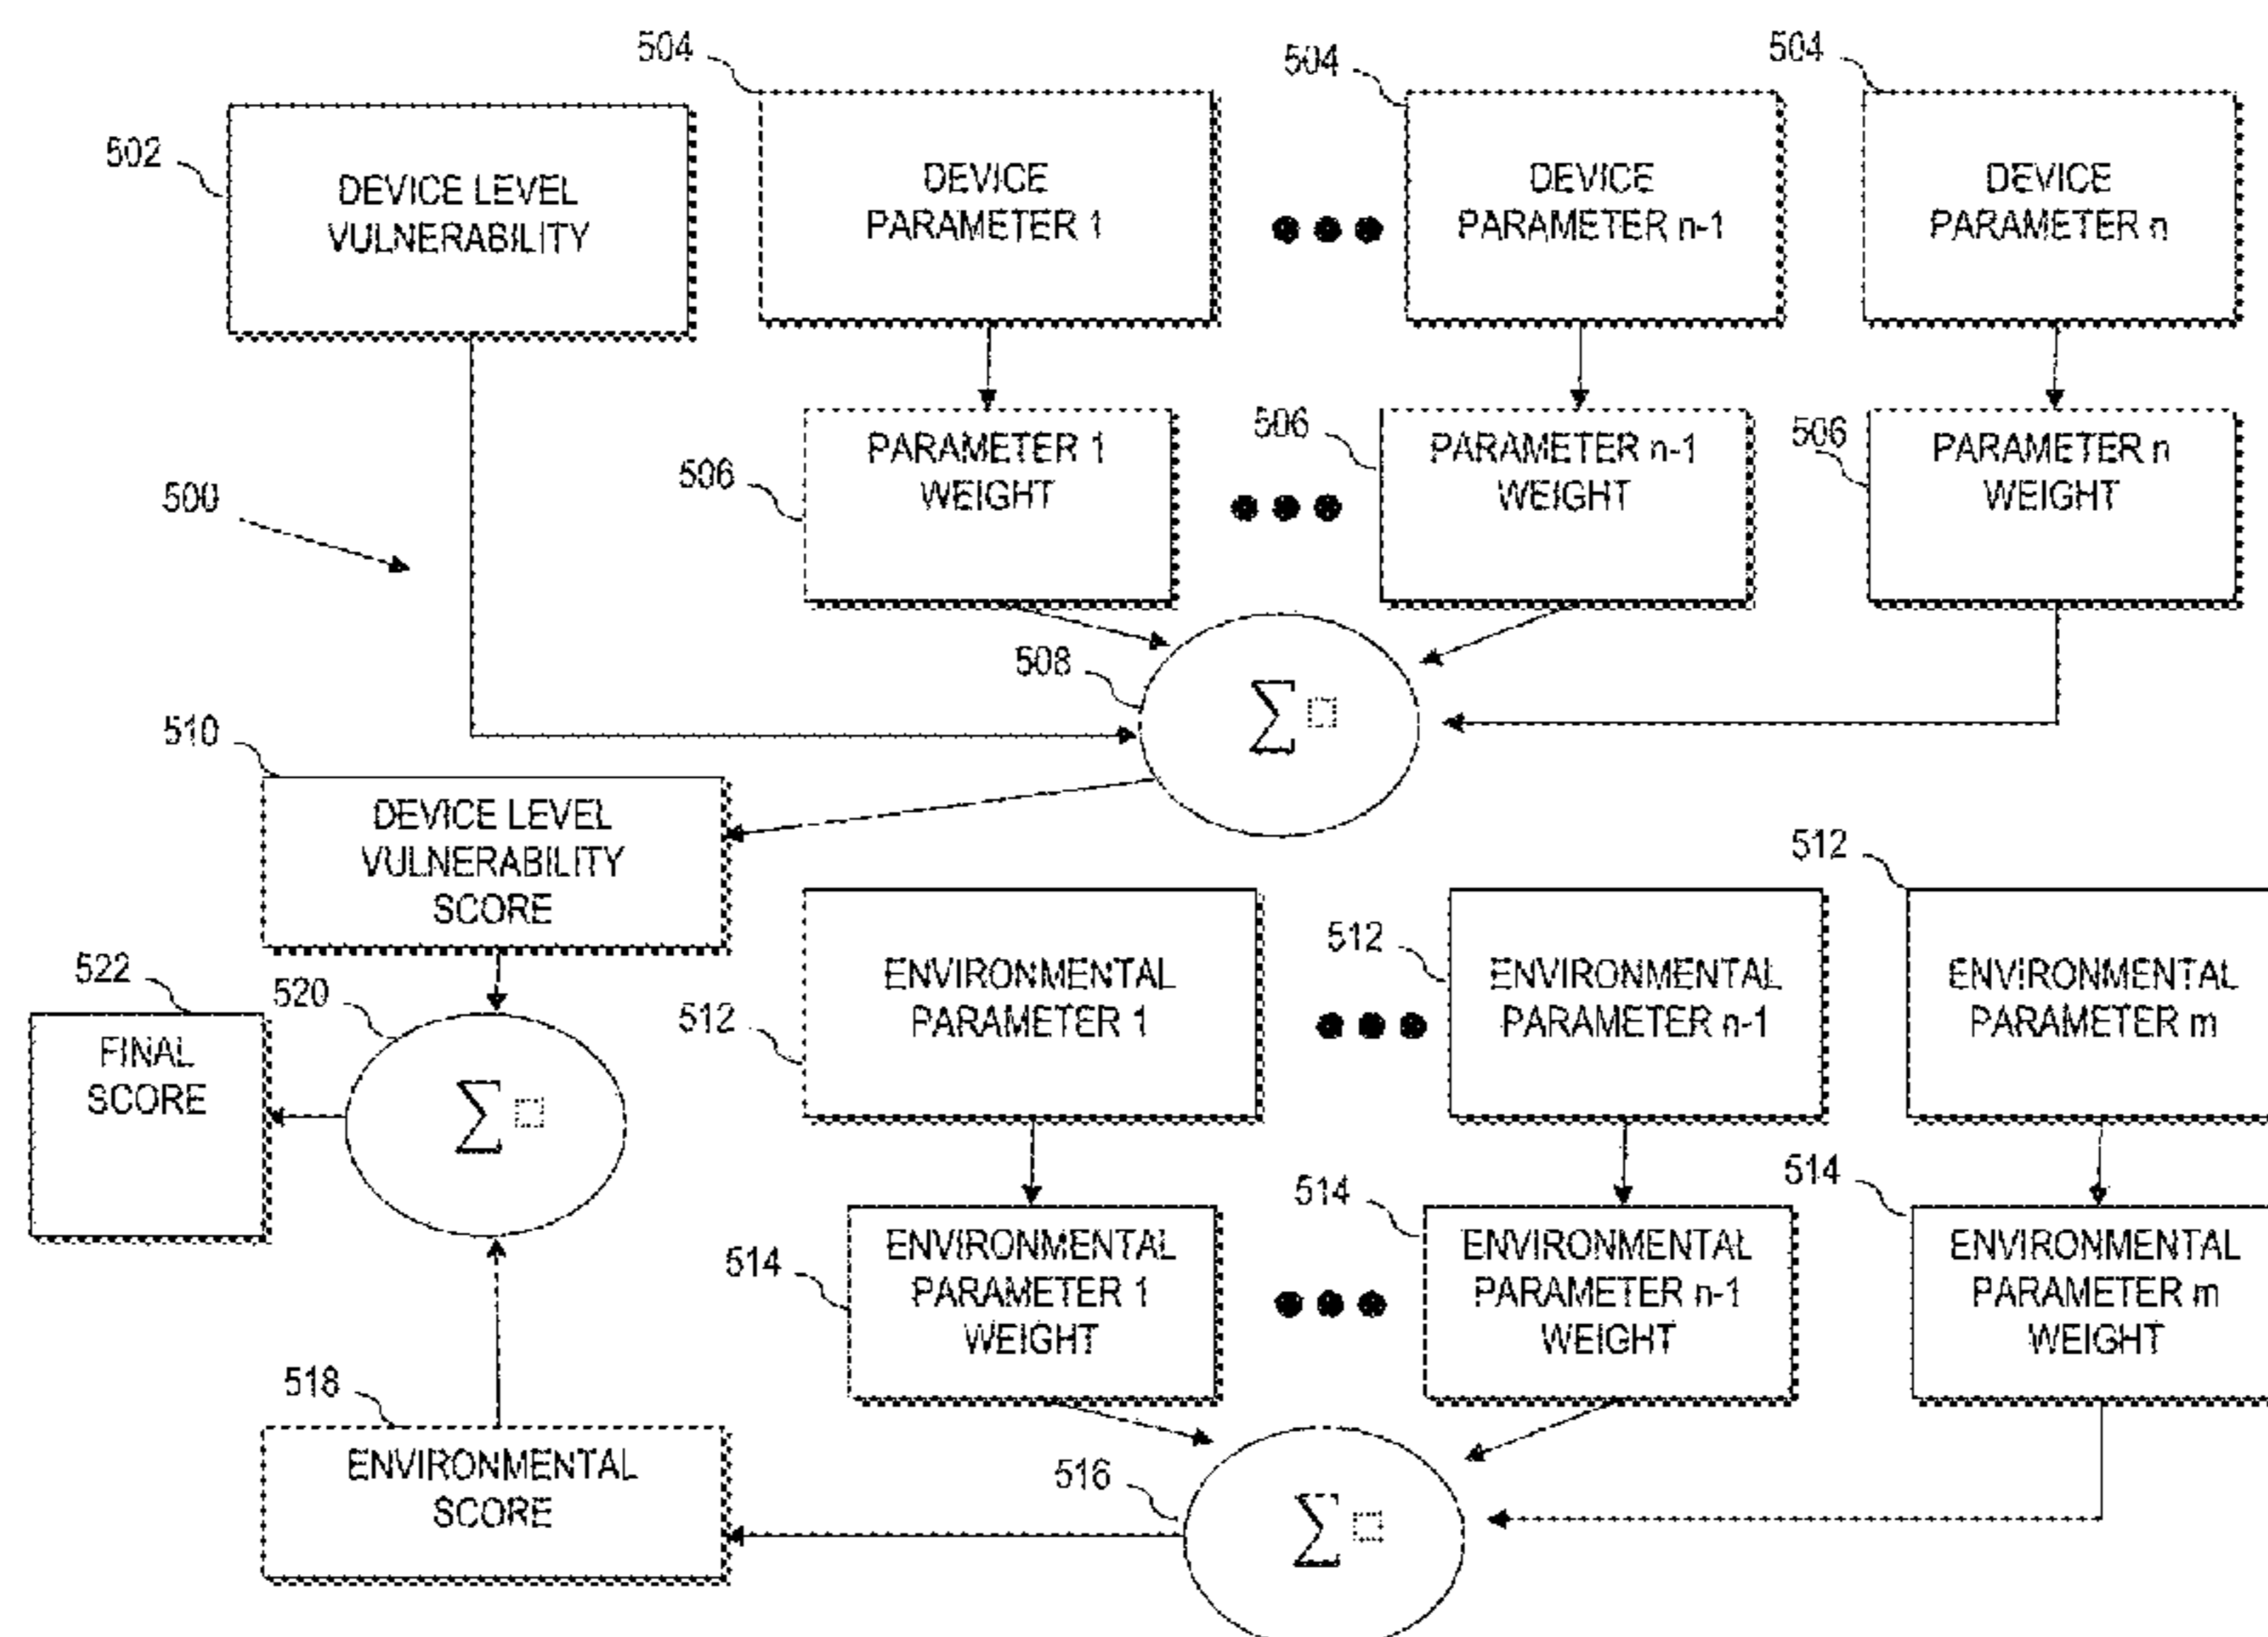 504
504
504
502
DEVICE LEVEL
VULNERABILITY
DEVICE
PARAMETER 1
DEVICE
PARAMETER n-1
DEVICE
PARAMETER n
500
506
PARAMETER 1
WEIGHT
506
PARAMETER n-1
WEIGHT
506
PARAMETER n
WEIGHT
508
Σ
510
DEVICE LEVEL
VULNERABILITY
SCORE
512
ENVIRONMENTAL
PARAMETER 1
512
ENVIRONMENTAL
PARAMETER n-1
512
ENVIRONMENTAL
PARAMETER m
522
FINAL
SCORE
520
Σ
514
ENVIRONMENTAL
PARAMETER 1
WEIGHT
514
ENVIRONMENTAL
PARAMETER n-1
WEIGHT
514
ENVIRONMENTAL
PARAMETER m
WEIGHT
518
ENVIRONMENTAL
SCORE
516
Σ